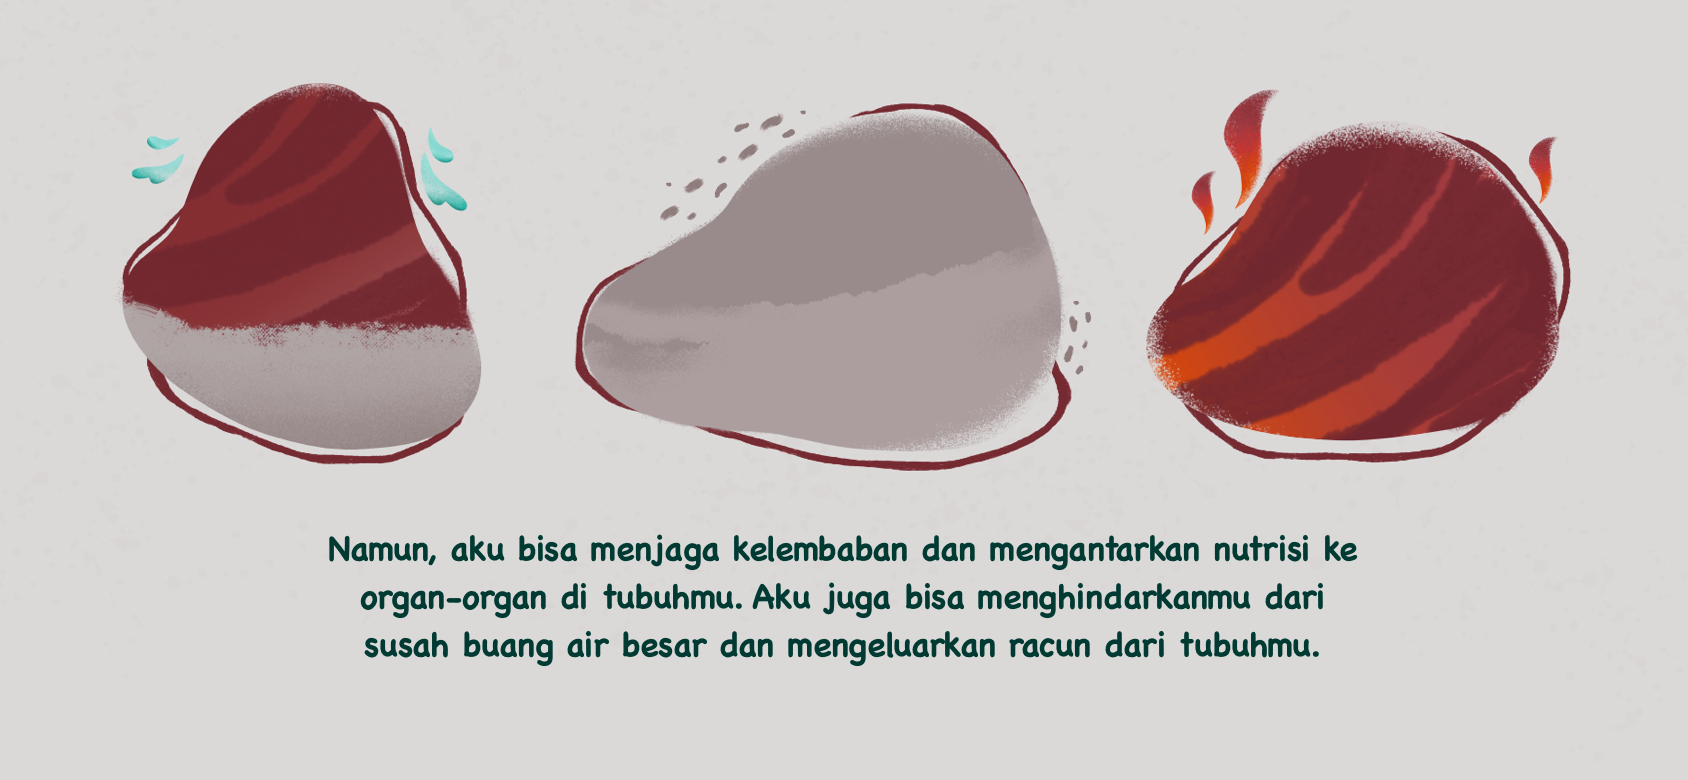 Namun, aku bisa menjaga kelembaban dan mengantarkan nutrisi ke
organ-organ di tubuhmu. Aku juga bisa menghindarkanmu dari
susah buang air besar dan mengeluarkan racun dari tubuhmu.